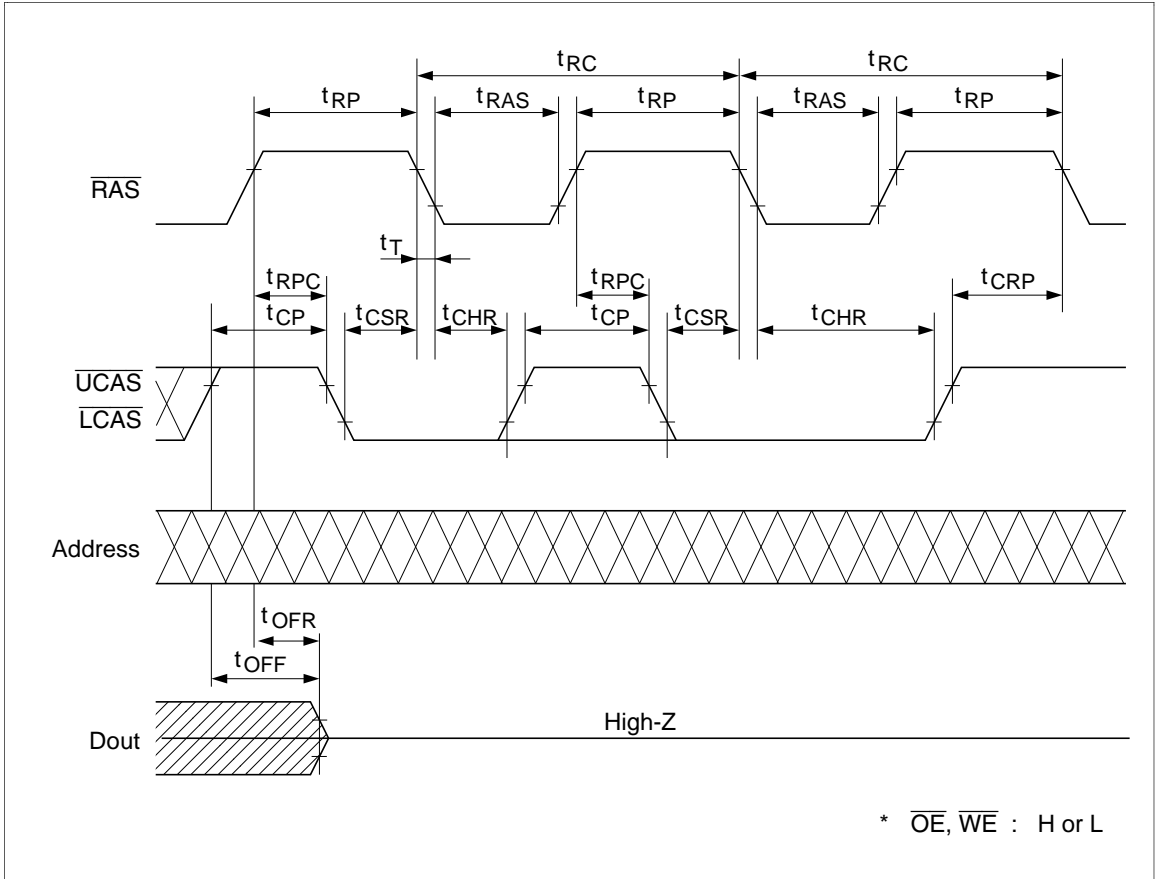 tRC tRC
tRP tRAS tRP tRAS tRP
RAS
tT
tRPC tRPC tCRP
tCP tCSR tCHR tCP tCSR tCHR
UCAS
LCAS
Address
tOFR
tOFF
High-Z
Dout
* OE, WE : H or L